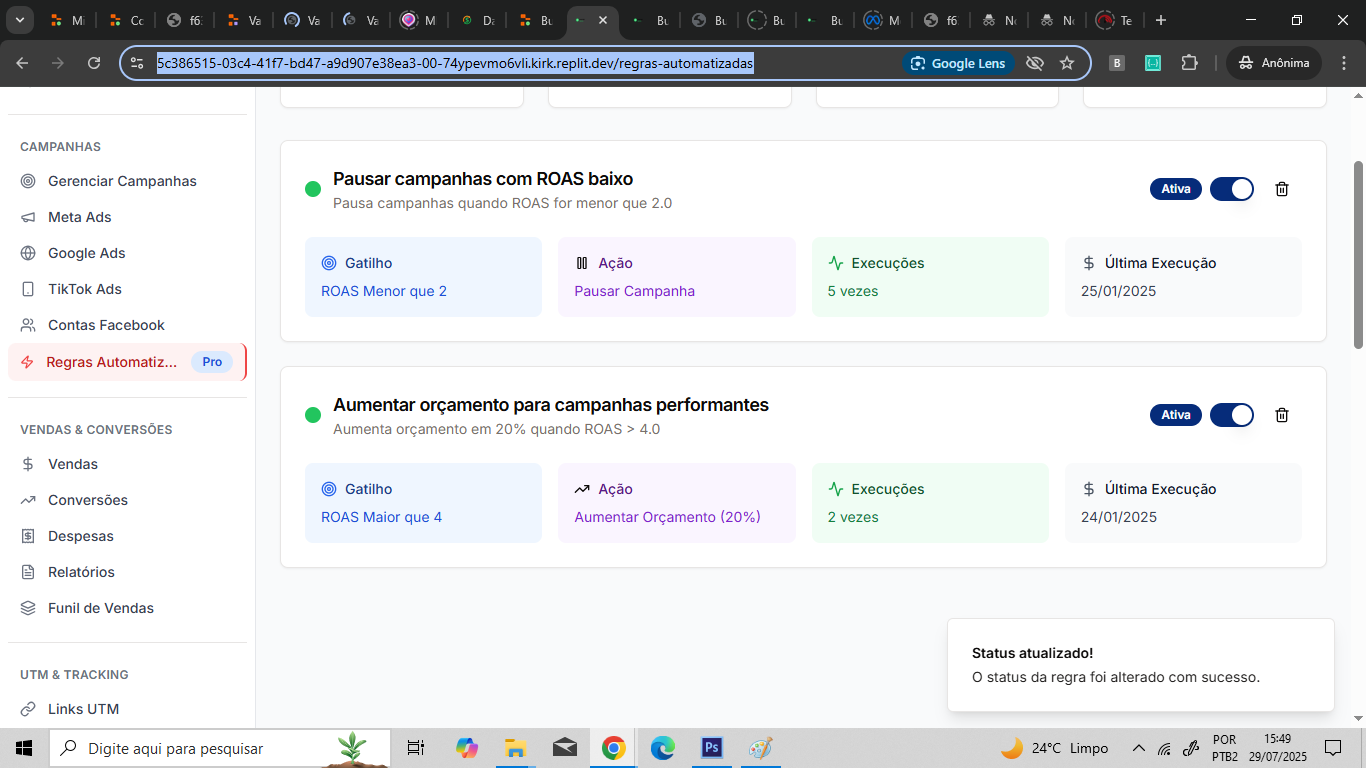 Mi
Cc
f6:
Va
Va
Va
M
Da
Bu
Bu
Bu
Bu
Bu
M
f6
No
No
Te
5c386515-03c4-41f7-bd47-a9d907e38ea3-00-74ypevmo6vli.kirk.replit.dev/regras-automatizadas
Google Lens
B
Anônima
CAMPANHAS
Gerenciar Campanhas
Meta Ads
Google Ads
TikTok Ads
Contas Facebook
Regras Automatiz...
Pro
VENDAS & CONVERSÕES
Vendas
Conversões
Despesas
Relatórios
Funil de Vendas
UTM & TRACKING
Links UTM
Pausar campanhas com ROAS baixo
Pausa campanhas quando ROAS for menor que 2.0
Ativa
Gatilho
ROAS Menor que 2
Ação
Pausar Campanha
Execuções
5 vezes
Última Execução
25/01/2025
Aumentar orçamento para campanhas performantes
Aumenta orçamento em 20% quando ROAS > 4.0
Ativa
Gatilho
ROAS Maior que 4
Ação
Aumentar Orçamento (20%)
Execuções
2 vezes
Última Execução
24/01/2025
Status atualizado!
O status da regra foi alterado com sucesso.
Digite aqui para pesquisar
Ps
24°C Limpo
POR
PTB2
15:49
29/07/2025